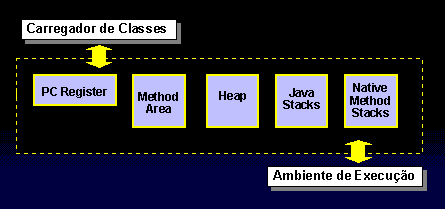 Carregador de Classes
PC Register
Method
Area
Heap
Java
Stacks
Native
Method
Stacks
Ambiente de Execução